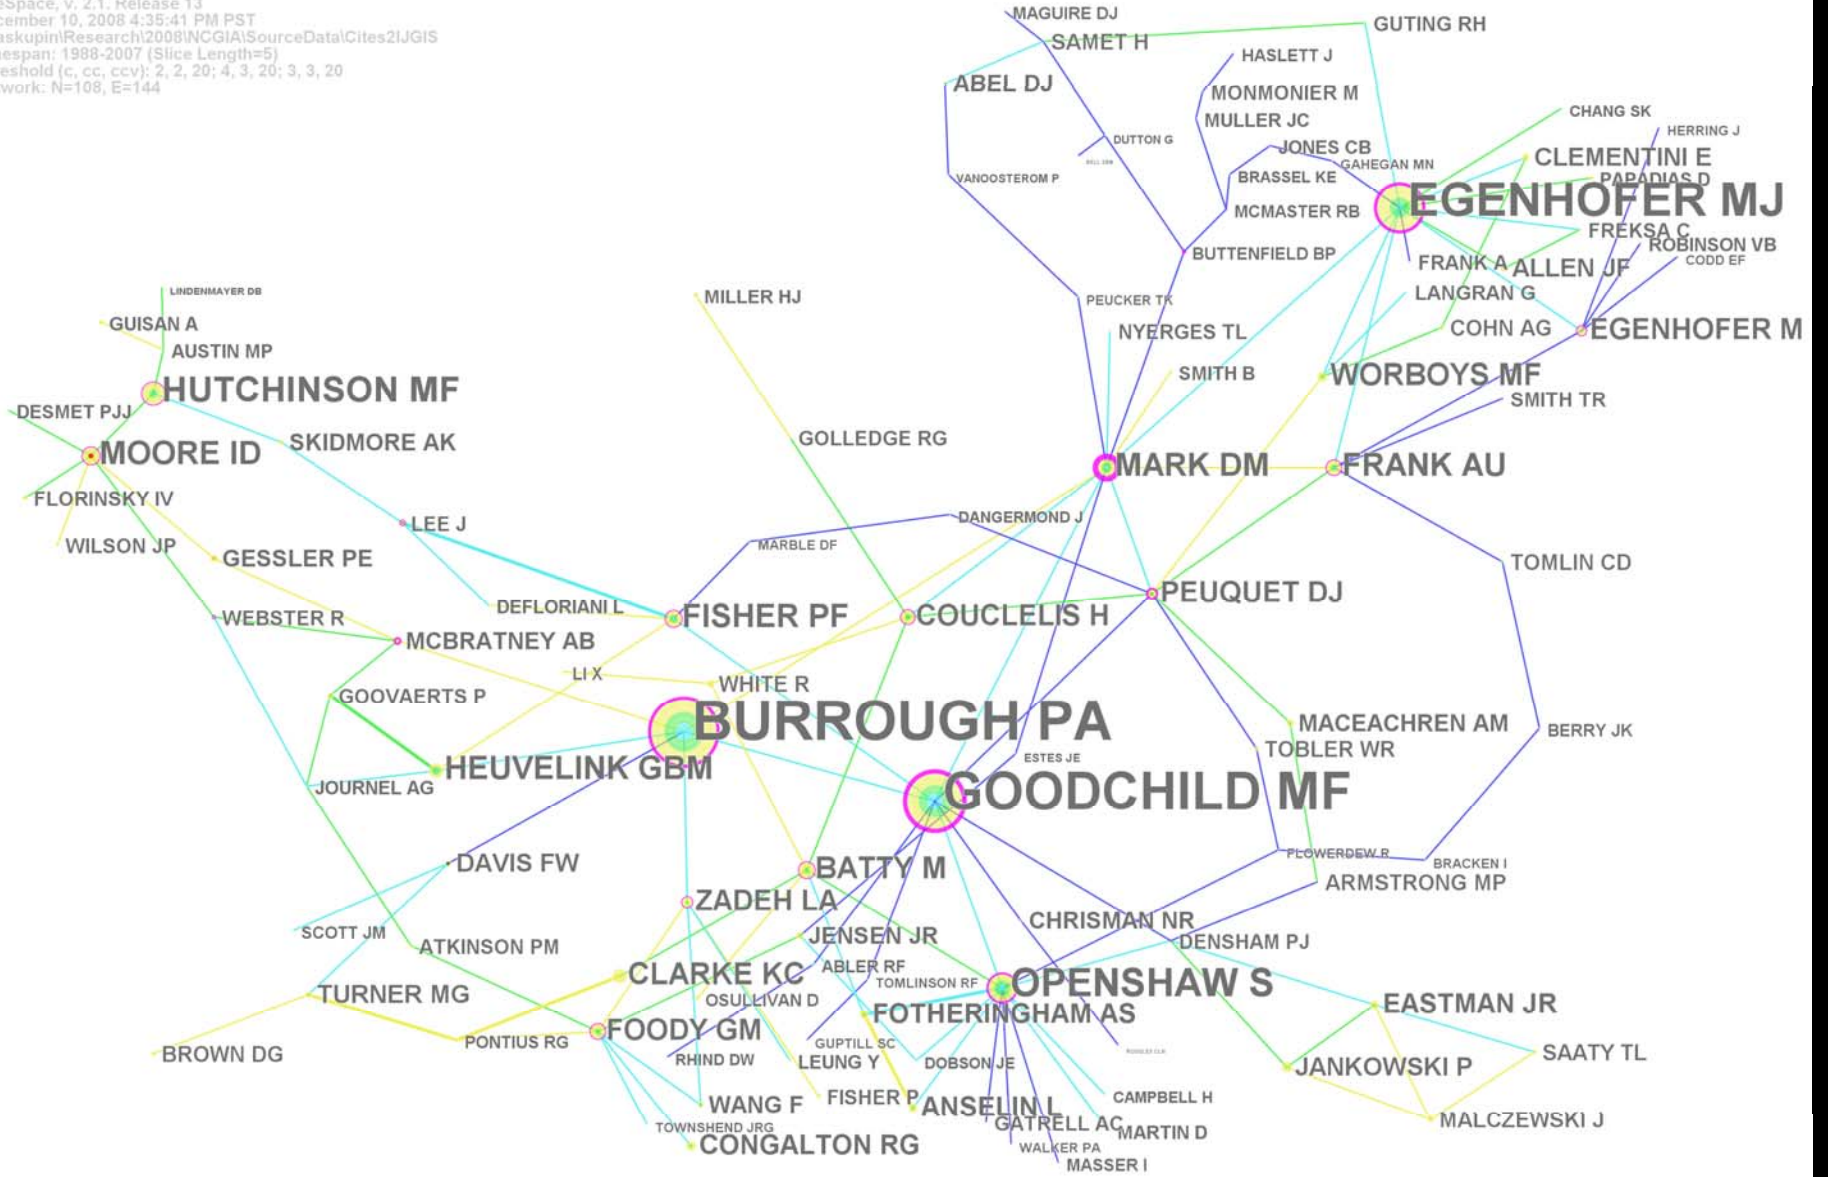 eSpace, v. 2.1. Release 13
cember 10, 2008 4:35:41 PM PST
askupin\Research\2008\NCGIA\SourceData\Cites2IJGIS
nespan: 1988-2007 (Slice Length=5)
eshold (c, cc, ccv): 2, 2, 20; 4, 3, 20; 3, 3, 20
work: N=108, E=144
MAGUIRE DJ
GUTING RH
SAMET H
HASLETT J
ABEL DJ
MONMONIER M
CHANG SK
MULLER JC
HERRING J
DUTTON G
JONES CB
CLEMENTINI E
GAHEGAN MN
VANOOSTEROM P
BRASSEL KE
PAPADIAS D
EGENHOFER MJ
MCMASTER RB
FREKSA C
ROBINSON VB
BUTTENFIELD BP
CODD EF
FRANK A
ALLEN JF
LINDENMAYER DB
LANGRAN G
MILLER HJ
PEUCKER TK
GUISAN A
NYERGES TL
COHN AG
EGENHOFER M
AUSTIN MP
SMITH B
WORBOYS MF
HUTCHINSON MF
SMITH TR
DESMET PJJ
SKIDMORE AK
GOLLEDGE RG
MOORE ID
MARK DM
FRANK AU
FLORINSKY IV
DANGERMOND J
LEE J
WILSON JP
MARBLE DF
GESSLER PE
TOMLIN CD
PEUQUET DJ
DEFLORIANI L
WEBSTER R
FISHER PF
COUCLELIS H
MCBRATNEY AB
LI X
WHITE R
GOOVAERTS P
BURROUGH PA
MACEACHREN AM
BERRY JK
TOBLER WR
ESTES JE
HEUVELINK GBM
JOURNEL AG
GOODCHILD MF
FLOWERDEW R
DAVIS FW
BATTY M
BRACKEN I
ARMSTRONG MP
ZADEH LA
CHRISMAN NR
SCOTT JM
JENSEN JR
DENSHAM PJ
ATKINSON PM
ABLER RF
CLARKE KC
TOMLINSON RF
OPENSHAW S
TURNER MG
OSULLIVAN D
EASTMAN JR
FOTHERINGHAM AS
FOODY GM
PONTIUS RG
GUPTILL SC
BROWN DG
RHIND DW
LEUNG Y
DOBSON JE
SAATY TL
JANKOWSKI P
FISHER P
CAMPBELL H
WANG F
ANSELIN L
MALCZEWSKI J
TOWNSHEND JRG
GATRELL AC
MARTIN D
CONGALTON RG
WALKER PA
MASSER I